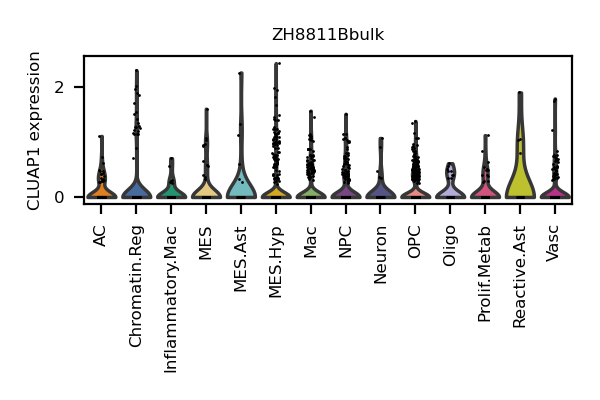 ZH8811Bbulk
CLUAP1 expression
2
0
AC
Chromatin.Reg
Inflammatory.Mac
MES
MES.Ast
MES.Hyp
Mac
NPC
Neuron
OPC
Oligo
Prolif.Metab
Reactive.Ast
Vasc